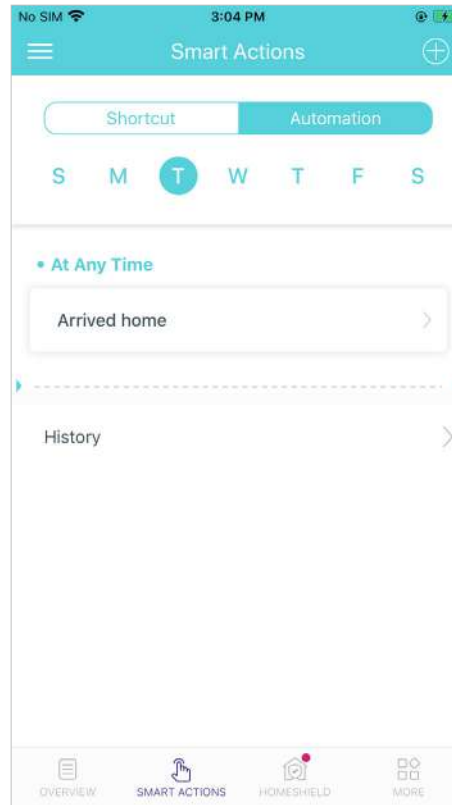 No SIM 3:04 PM
Smart Actions
Shortcut Automation
S M T W T F S
• At Any Time
Arrived home
History
OVERVIEW SMART ACTIONS HOMESHIELD MORE